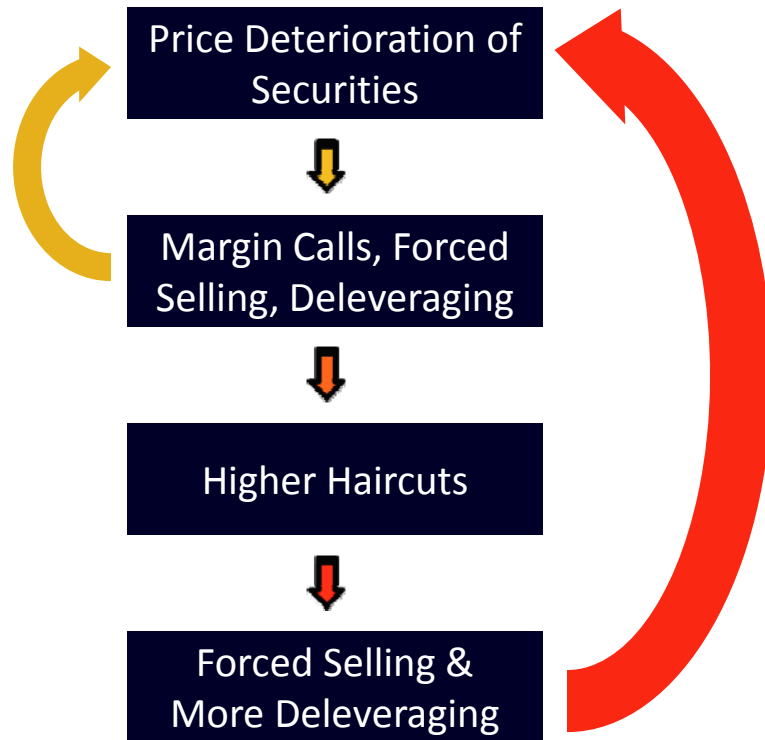 Price Deterioration of
Securities
Margin Calls, Forced
Selling, Deleveraging
Higher Haircuts
Forced Selling &
More Deleveraging